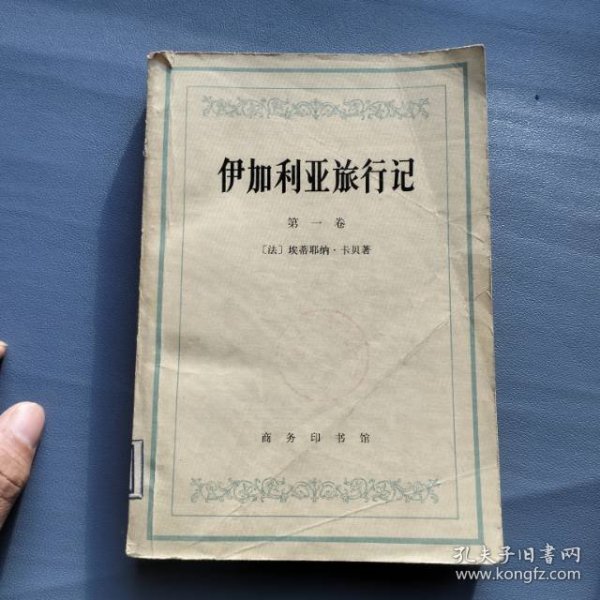 伊加利亚旅行记
第一卷
〔法〕埃蒂耶纳·卡贝著
商务印书馆
孔夫子旧书网
www.kongfz.com